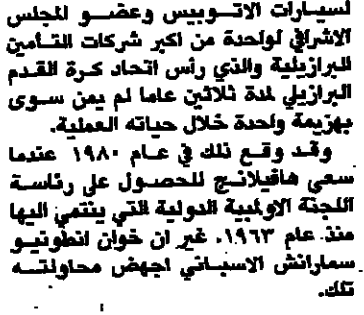 لسيارات الاتوبيس وعضو المجلس
الاشرافي لواحدة من اكبر شركات التأمين
البرازيلية والذي رأس اتحاد كرة القدم
البرازيلي لمدة ثلاثين عاما لم يمن سوى
بهزيمة واحدة خلال حياته العملية.
وقد وقع ذلك في عام ١٩٨٠ عندما
سعى هافيلانج للحصول على رئاسة
اللجنة الاولمبية الدولية التي ينتمي اليها
منذ عام ١٩٦٣. غير ان خوان انطونيو
سمارانش الاسباني اجهض محاولته
تلك.